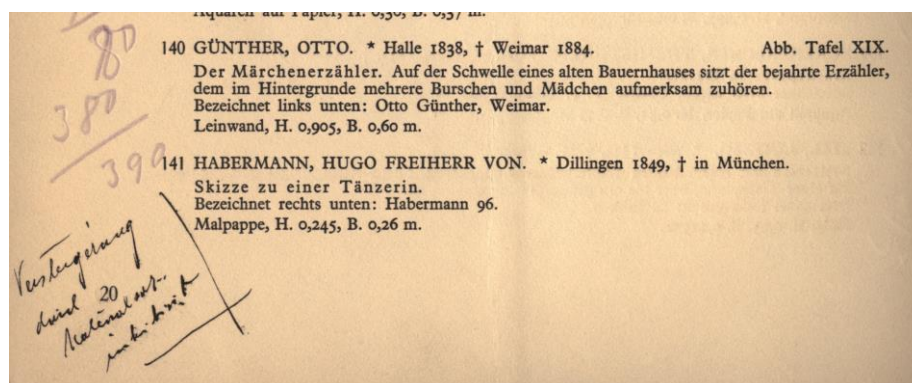 Aquarell auf Papier, H. 0,50, B. 0,37 m.
80
140 GÜNTHER, OTTO. * Halle 1838, † Weimar 1884. Abb. Tafel XIX.
Der Märchenerzähler. Auf der Schwelle eines alten Bauernhauses sitzt der bejahrte Erzähler,
dem im Hintergrunde mehrere Burschen und Mädchen aufmerksam zuhören.
Bezeichnet links unten: Otto Günther, Weimar.
Leinwand, H. 0,905, B. 0,60 m.
380
390
141 HABERMANN, HUGO FREIHERR VON. * Dillingen 1849, † in München.
Skizze zu einer Tänzerin.
Bezeichnet rechts unten: Habermann 96.
Malpappe, H. 0,245, B. 0,26 m.
Versteigerung
durch
20